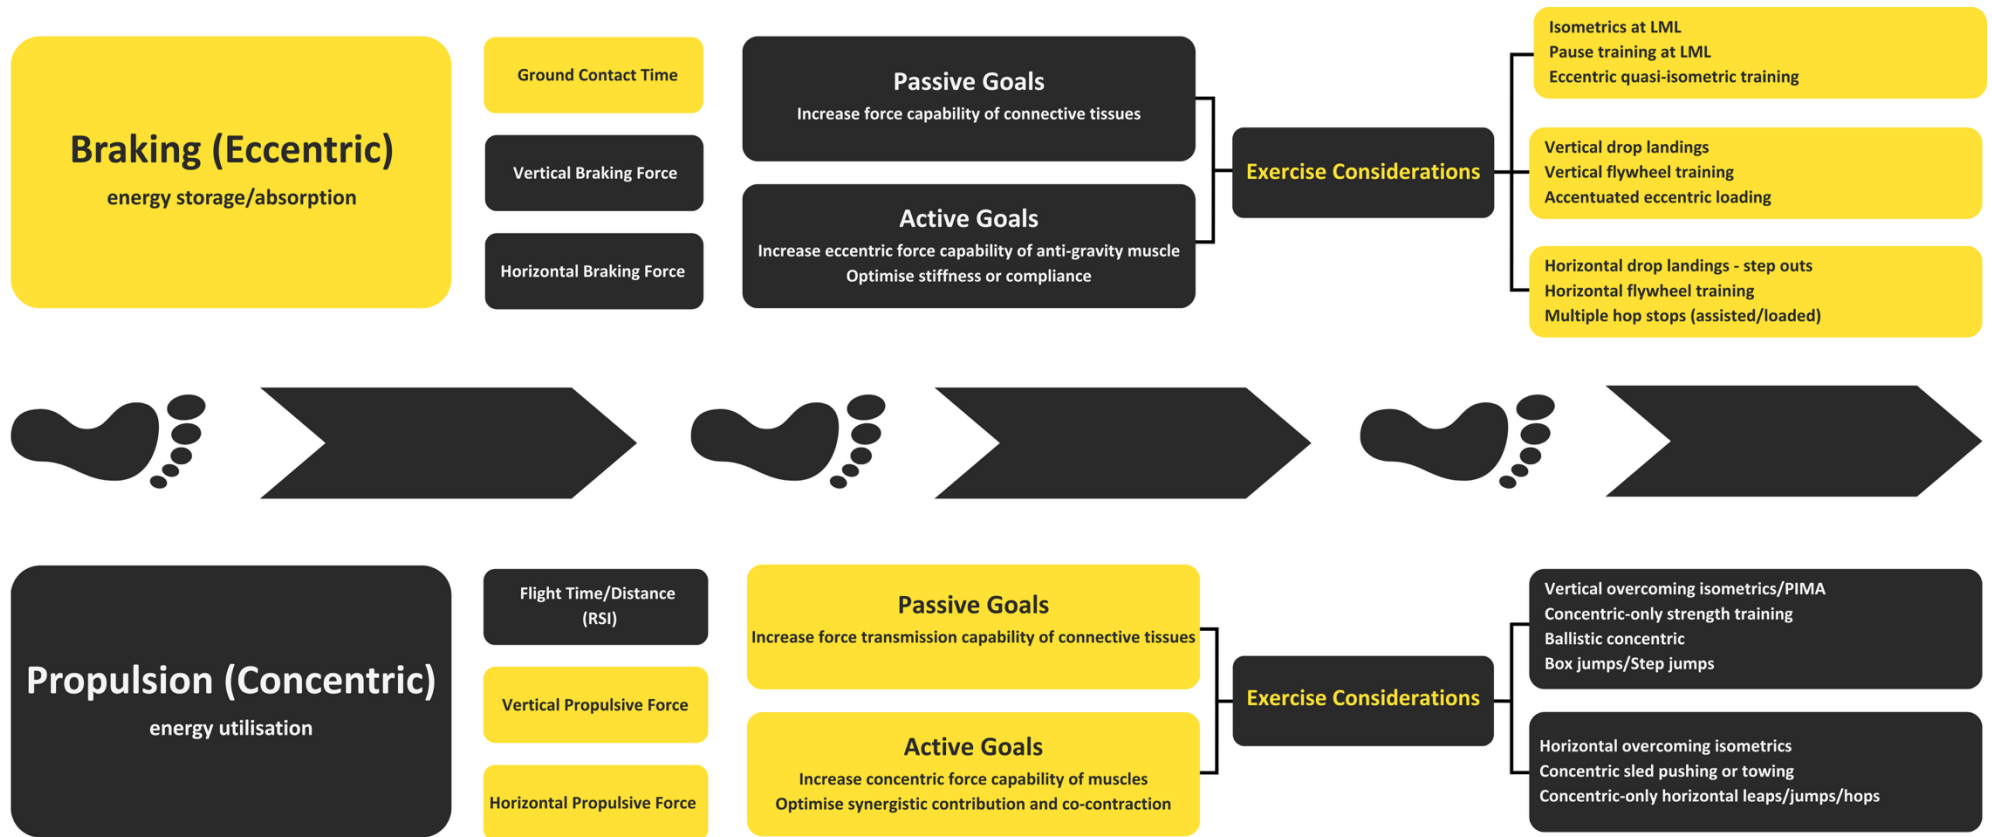 Braking (Eccentric)
energy storage/absorption
Ground Contact Time
Vertical Braking Force
Horizontal Braking Force
Passive Goals
Increase force capability of connective tissues
Active Goals
Increase eccentric force capability of anti-gravity muscle
Optimise stiffness or compliance
Exercise Considerations
Isometrics at LML
Pause training at LML
Eccentric quasi-isometric training
Vertical drop landings
Vertical flywheel training
Accentuated eccentric loading
Horizontal drop landings - step outs
Horizontal flywheel training
Multiple hop stops (assisted/loaded)
Propulsion (Concentric)
energy utilisation
Flight Time/Distance
(RSI)
Vertical Propulsive Force
Horizontal Propulsive Force
Passive Goals
Increase force transmission capability of connective tissues
Active Goals
Increase concentric force capability of muscles
Optimise synergistic contribution and co-contraction
Exercise Considerations
Vertical overcoming isometrics/PIMA
Concentric-only strength training
Ballistic concentric
Box jumps/Step jumps
Horizontal overcoming isometrics
Concentric sled pushing or towing
Concentric-only horizontal leaps/jumps/hops